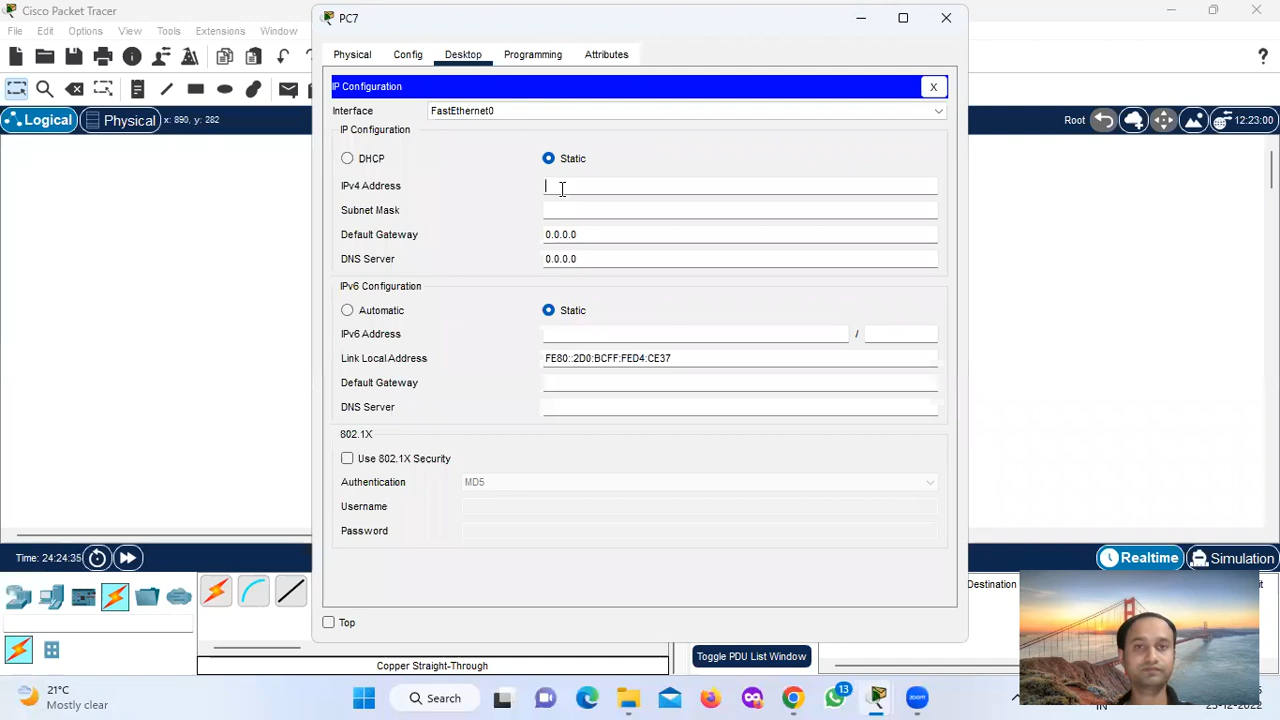 Cisco Packet Tracer
PC7
File Edit Options View Tools Extensions Window
Physical Config Desktop Programming Attributes
IP Configuration
X
Interface FastEthernet0
Logical Physical x: 890, y: 282
Root 12:23:00
IP Configuration
DHCP Static
IPv4 Address
Subnet Mask
Default Gateway 0.0.0.0
DNS Server 0.0.0.0
IPv6 Configuration
Automatic Static
IPv6 Address /
Link Local Address FE80::2D0:BCFF:FED4:CE37
Default Gateway
DNS Server
802.1X
Use 802.1X Security
Authentication MD5
Username
Password
Time: 24:24:35
Realtime Simulation
Destination
Top
Toggle PDU List Window
Copper Straight-Through
21°C
Mostly clear
Search
13
IN